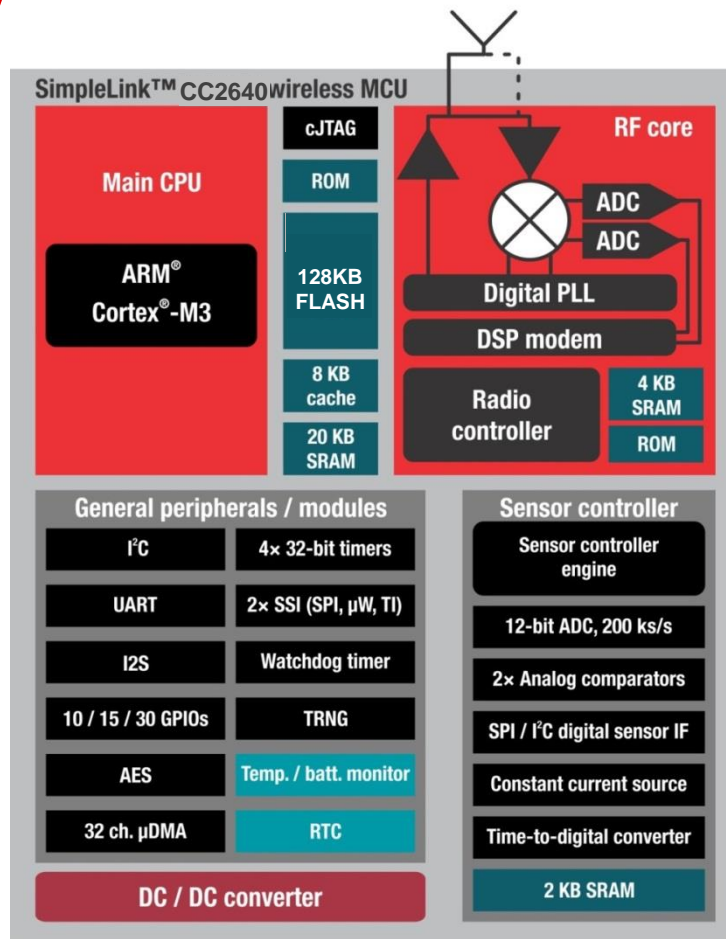 SimpleLink™ CC2640wireless MCU
Main CPU
ARM®
Cortex®-M3
cJTAG
ROM
128KB
FLASH
8 KB
cache
20 KB
SRAM
RF core
ADC
ADC
Digital PLL
DSP modem
Radio
controller
4 KB
SRAM
ROM
General peripherals / modules
I²C
4× 32-bit timers
UART
2× SSI (SPI, µW, TI)
I2S
Watchdog timer
10 / 15 / 30 GPIOs
TRNG
AES
Temp. / batt. monitor
32 ch. µDMA
RTC
DC / DC converter
Sensor controller
Sensor controller
engine
12-bit ADC, 200 ks/s
2× Analog comparators
SPI / I²C digital sensor IF
Constant current source
Time-to-digital converter
2 KB SRAM